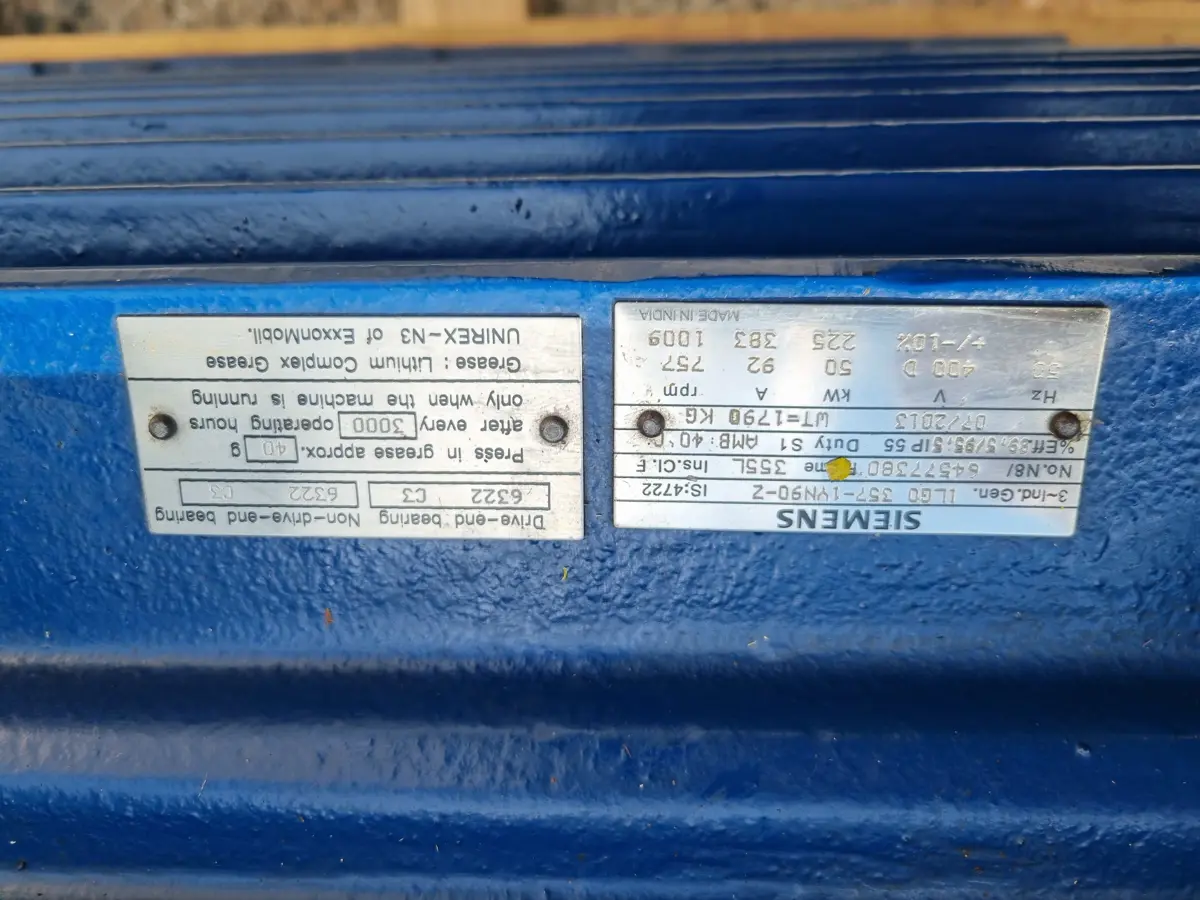 SIEMENS
3-Ind.Gen. 1LG0 357-1YN90-Z IS:4722
No.N8/ 64577380 355L Ins.Cl.F
%Eff:89,5/95,5 IP 55 Duty S1 AMB:40°C
07/2013 WT=1790 KG
Hz V kW A rpm
50 400 D 50 92 757
+/-10% 225 383 1009
MADE IN INDIA
Drive-end bearing Non-drive-end bearing
6322 C3 6322 C3
Press in grease approx. 40 g
after every 3000 operating hours
only when the machine is running
Grease : Lithium Complex Grease
UNIREX-N3 of ExxonMobil.